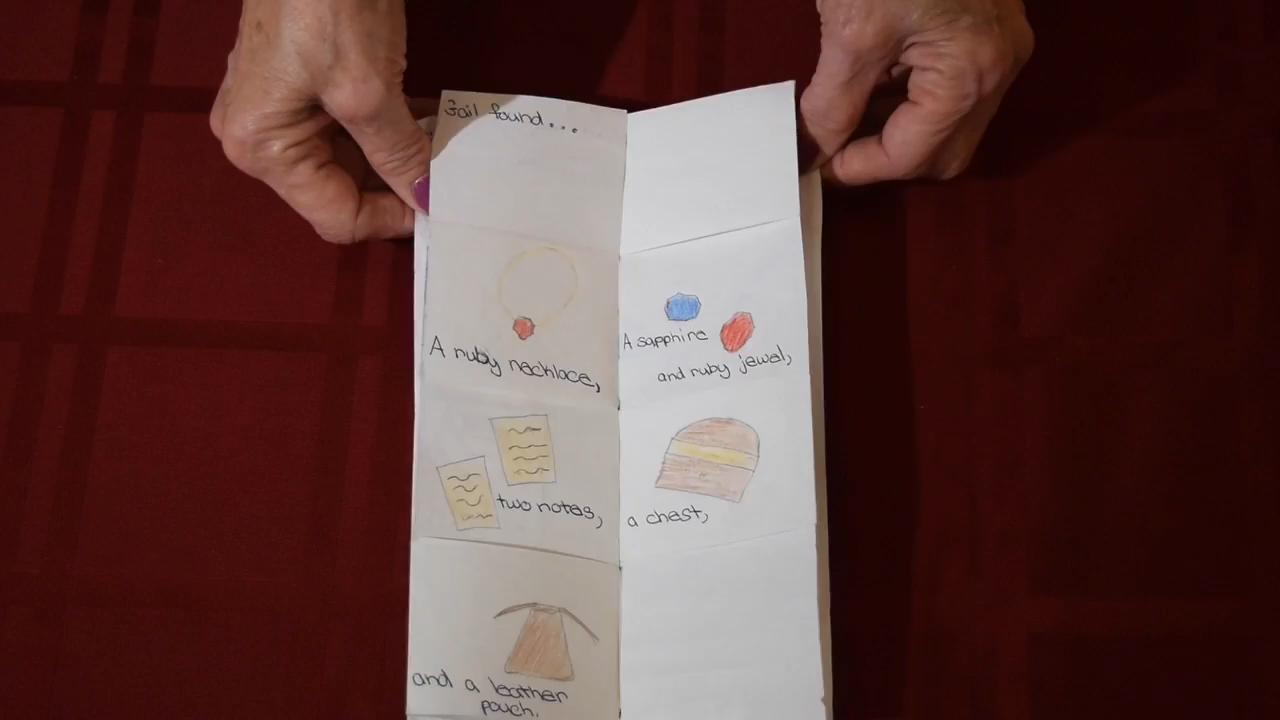 Gail found...
A ruby necklace,
A sapphire
and ruby jewel,
two notes,
a chest,
and a leather
pouch.